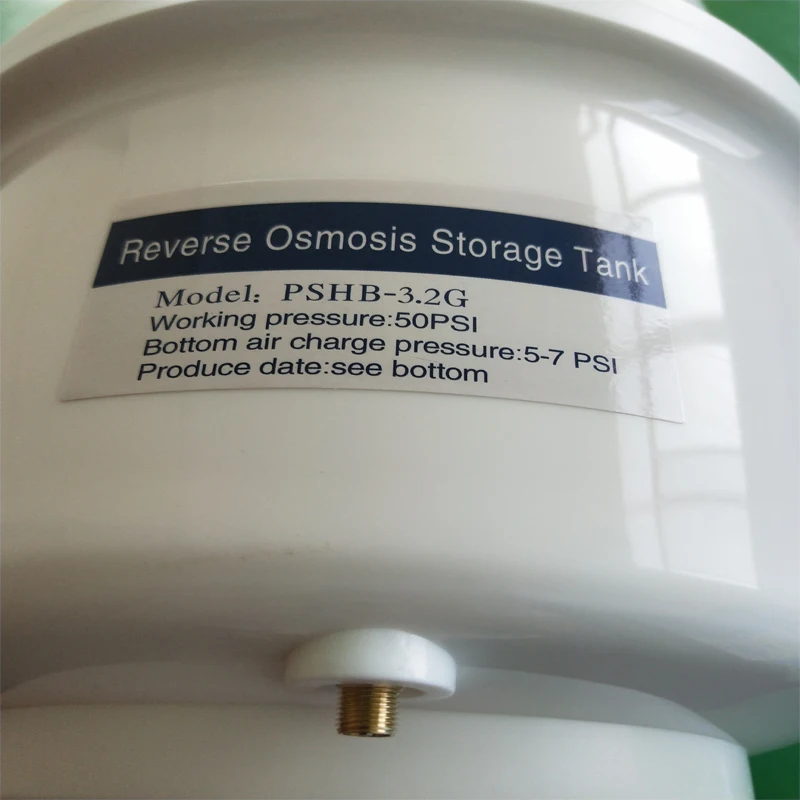 Reverse Osmosis Storage Tank
Model: PSHB-3.2G
Working pressure:50PSI
Bottom air charge pressure:5-7 PSI
Produce date:see bottom